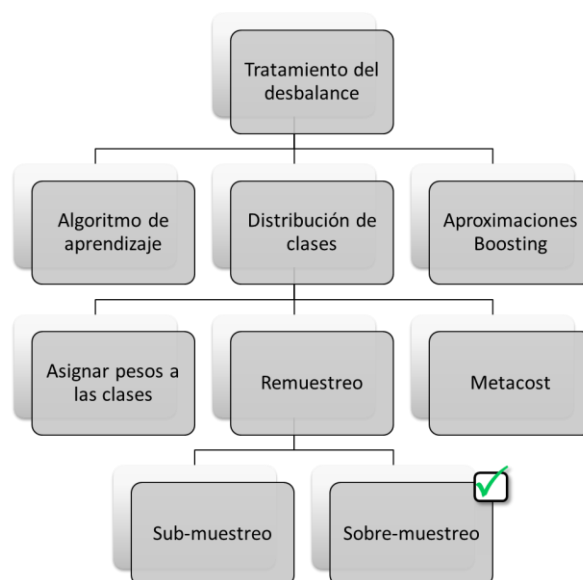 Tratamiento del
desbalance
Algoritmo de
aprendizaje
Distribución de
clases
Aproximaciones
Boosting
Asignar pesos a
las clases
Remuestreo
Metacost
Sub-muestreo
Sobre-muestreo